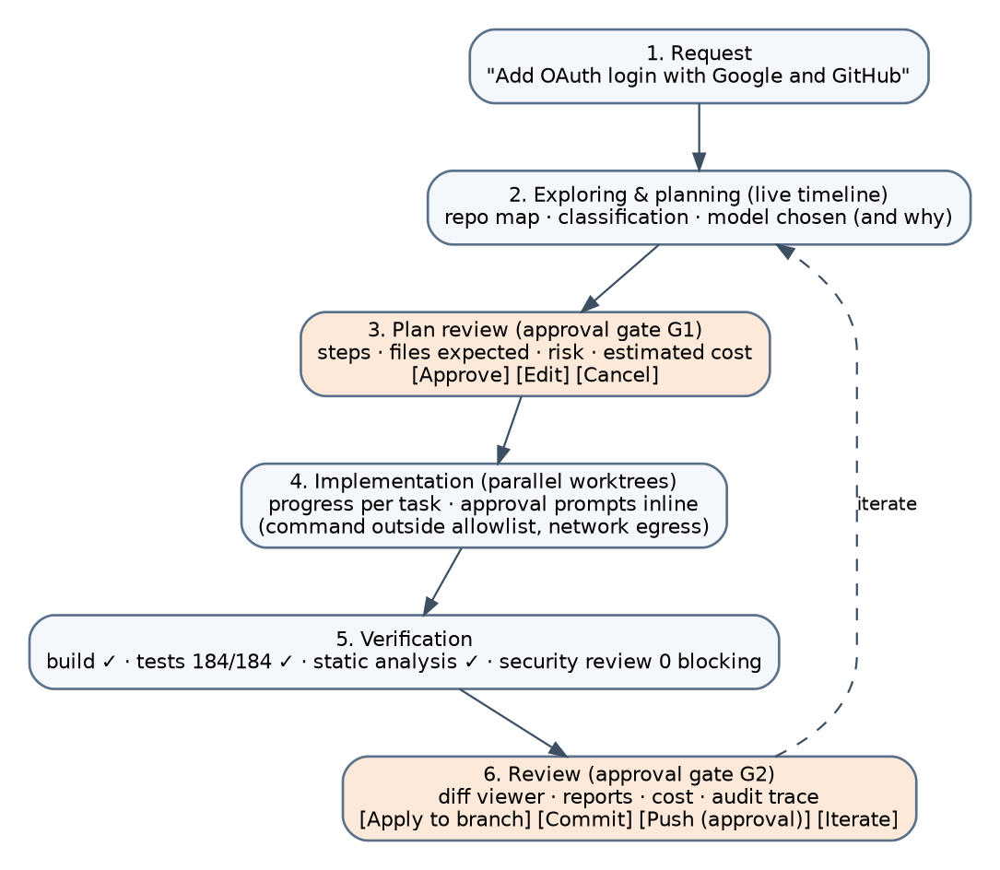 1. Request
"Add OAuth login with Google and GitHub"
2. Exploring & planning (live timeline)
repo map · classification · model chosen (and why)
3. Plan review (approval gate G1)
steps · files expected · risk · estimated cost
[Approve] [Edit] [Cancel]
4. Implementation (parallel worktrees)
progress per task · approval prompts inline
(command outside allowlist, network egress)
iterate
5. Verification
build ✓ · tests 184/184 ✓ · static analysis ✓ · security review 0 blocking
6. Review (approval gate G2)
diff viewer · reports · cost · audit trace
[Apply to branch] [Commit] [Push (approval)] [Iterate]